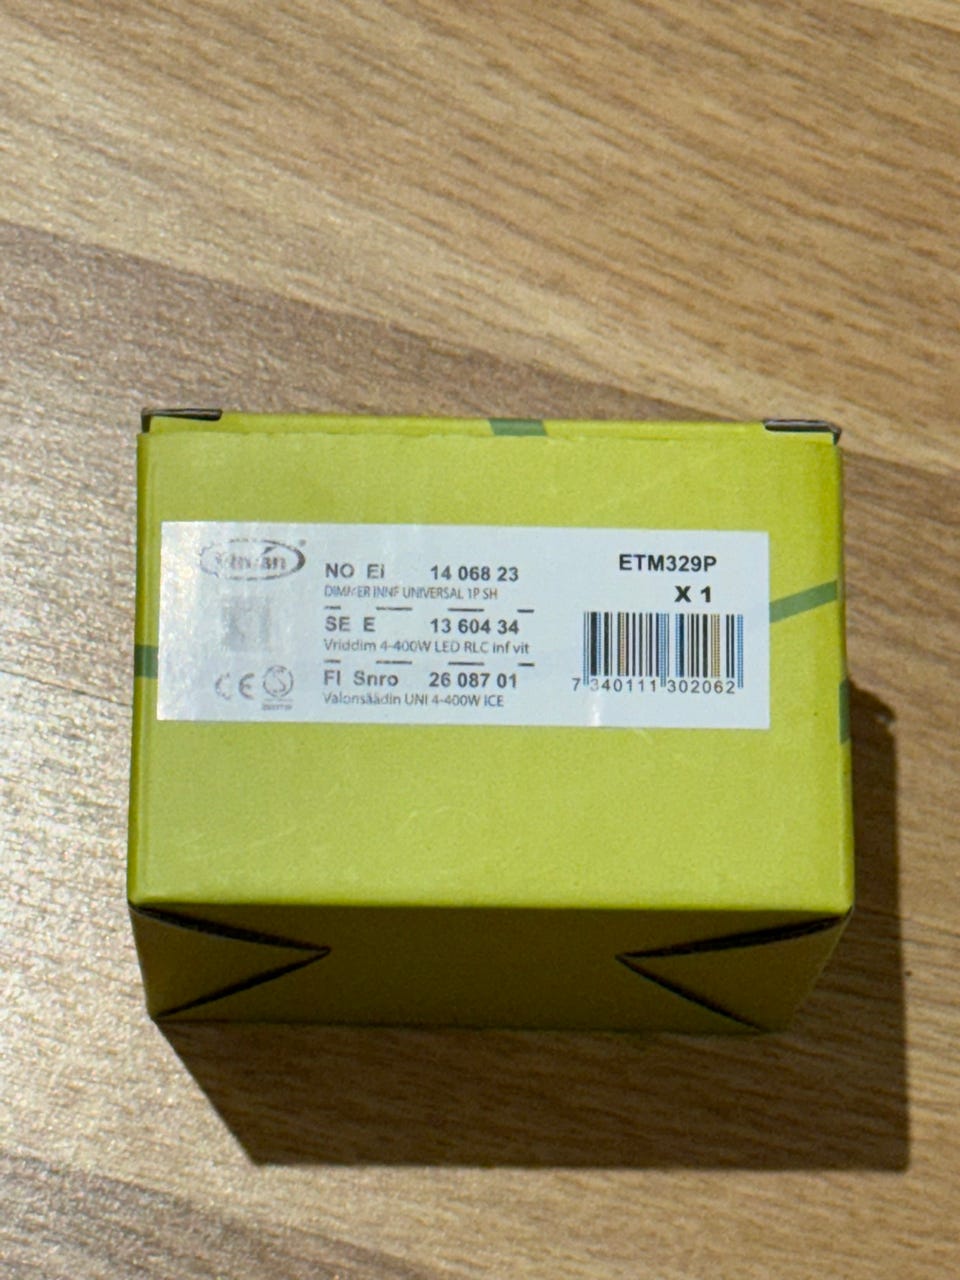 NO EI 14 068 23
DIMMER INNF UNIVERSAL 1P SH
SE E 13 604 34
Vriddim 4-400W LED RLC inf vit
FI Snro 26 087 01
Valonsäädin UNI 4-400W ICE
CE
ETM329P
X 1
7 340111 302062